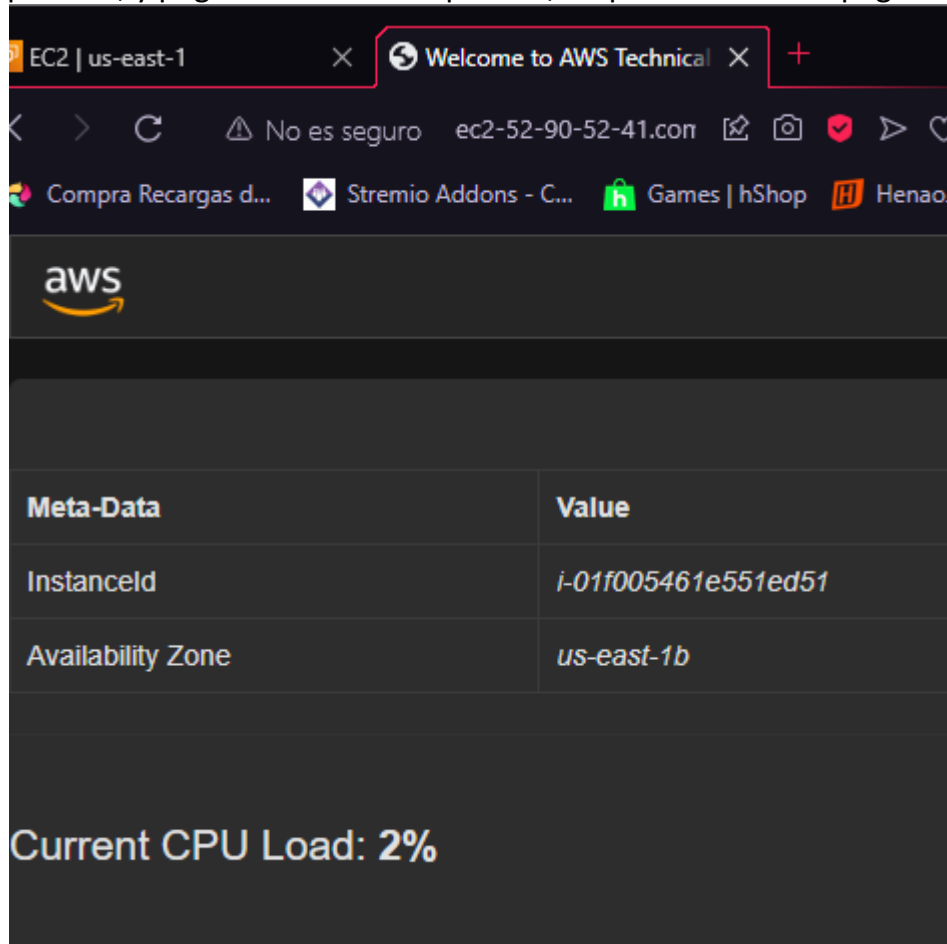 EC2 | us-east-1 Welcome to AWS Technical
No es seguro ec2-52-90-52-41.com
Compra Recargas d... Stremio Addons - C... h Games | hShop H Henao
aws
Meta-Data Value
InstanceId i-01f005461e551ed51
Availability Zone us-east-1b
Current CPU Load: 2%